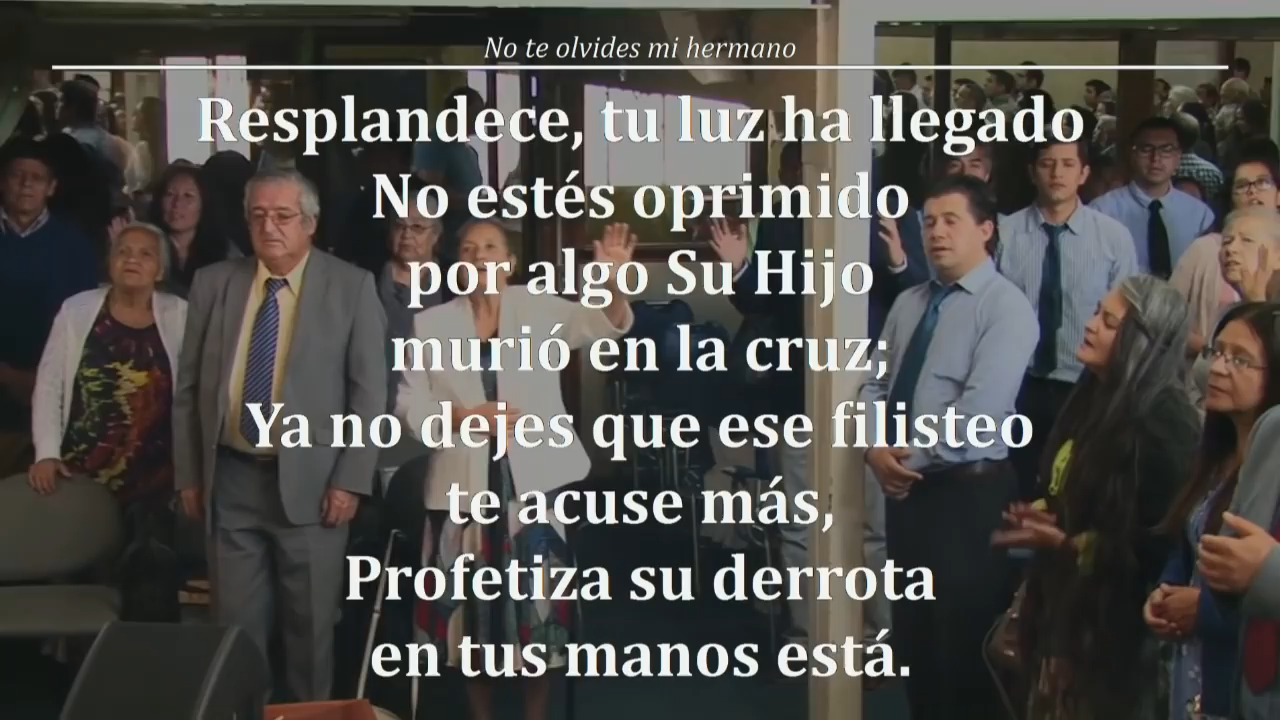 No te olvides mi hermano
Resplandece, tu luz ha llegado
No estés oprimido
por algo Su Hijo
murió en la cruz;
Ya no dejes que ese filisteo
te acuse más,
Profetiza su derrota
en tus manos está.